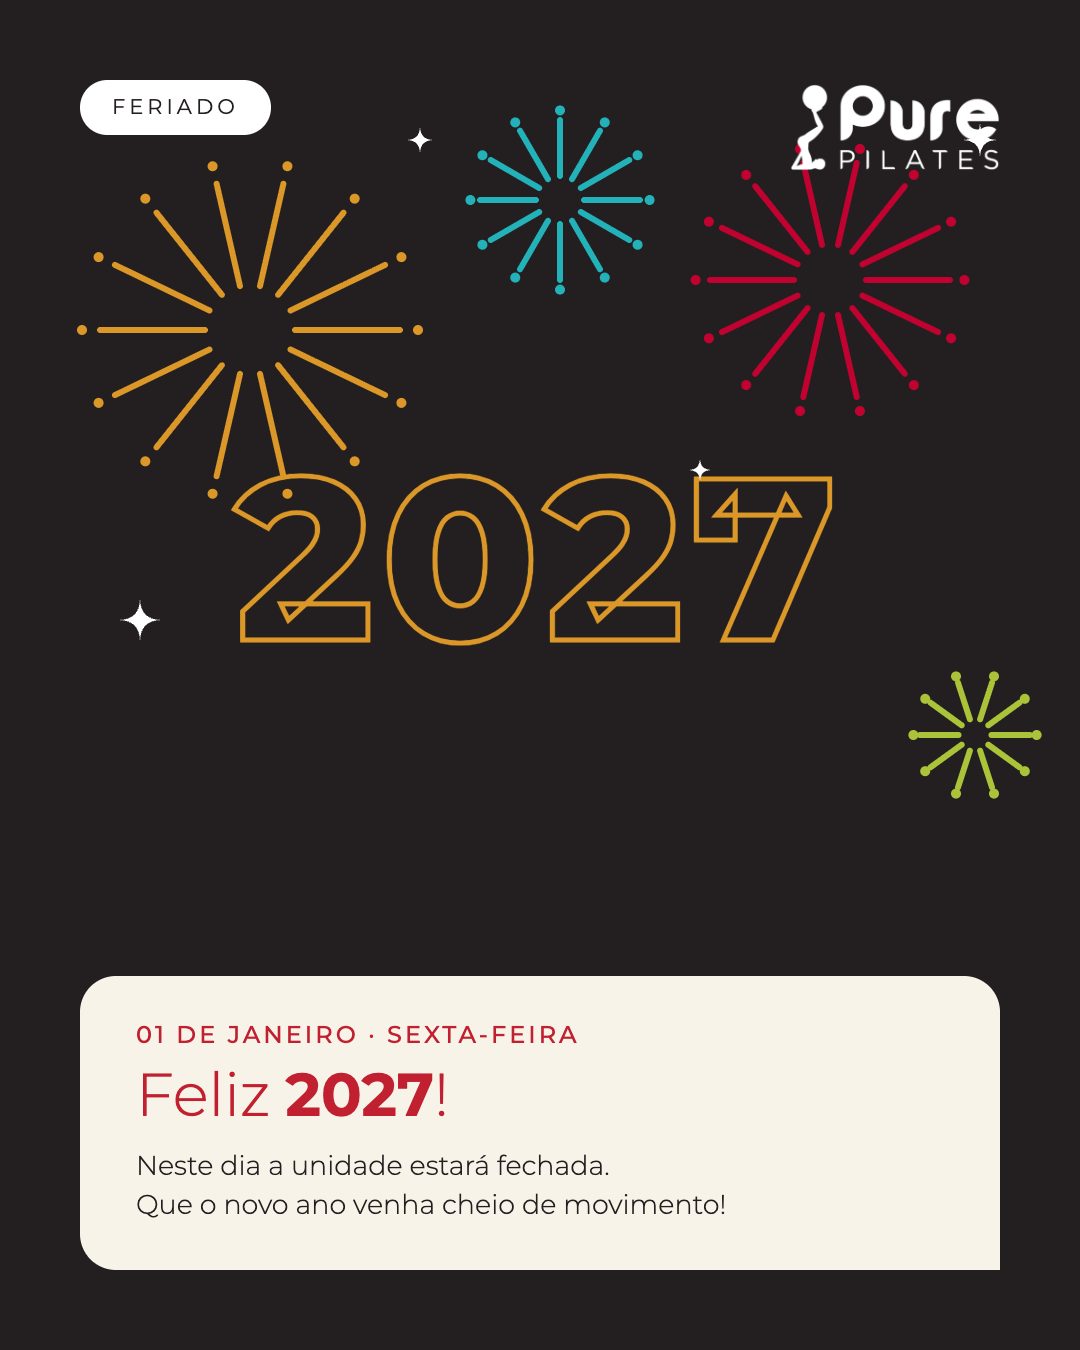 FERIADO
Pure
PILATES
2027
01 DE JANEIRO · SEXTA-FEIRA
Feliz 2027!
Neste dia a unidade estará fechada.
Que o novo ano venha cheio de movimento!